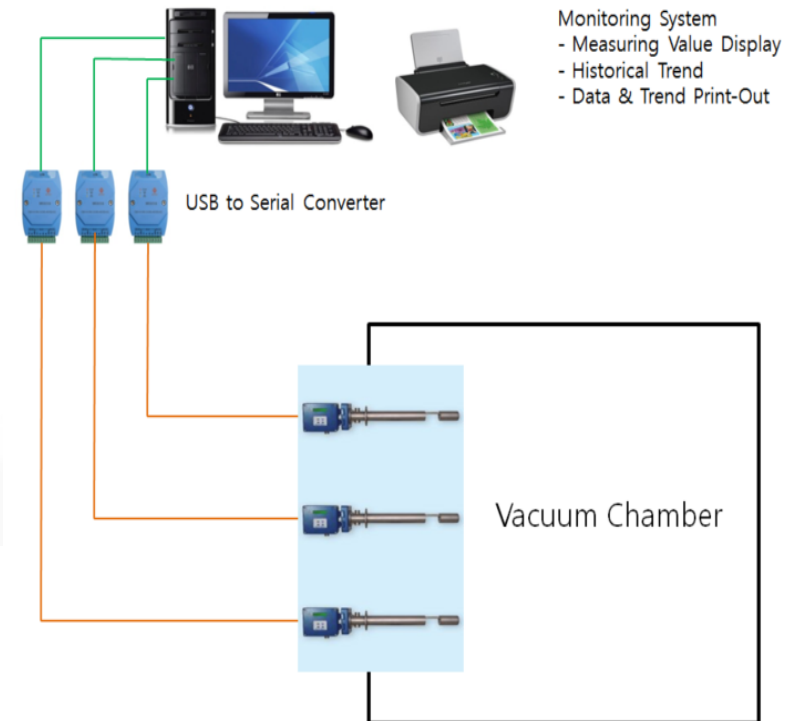 Monitoring System
- Measuring Value Display
- Historical Trend
- Data & Trend Print-Out
USB to Serial Converter
Vacuum Chamber